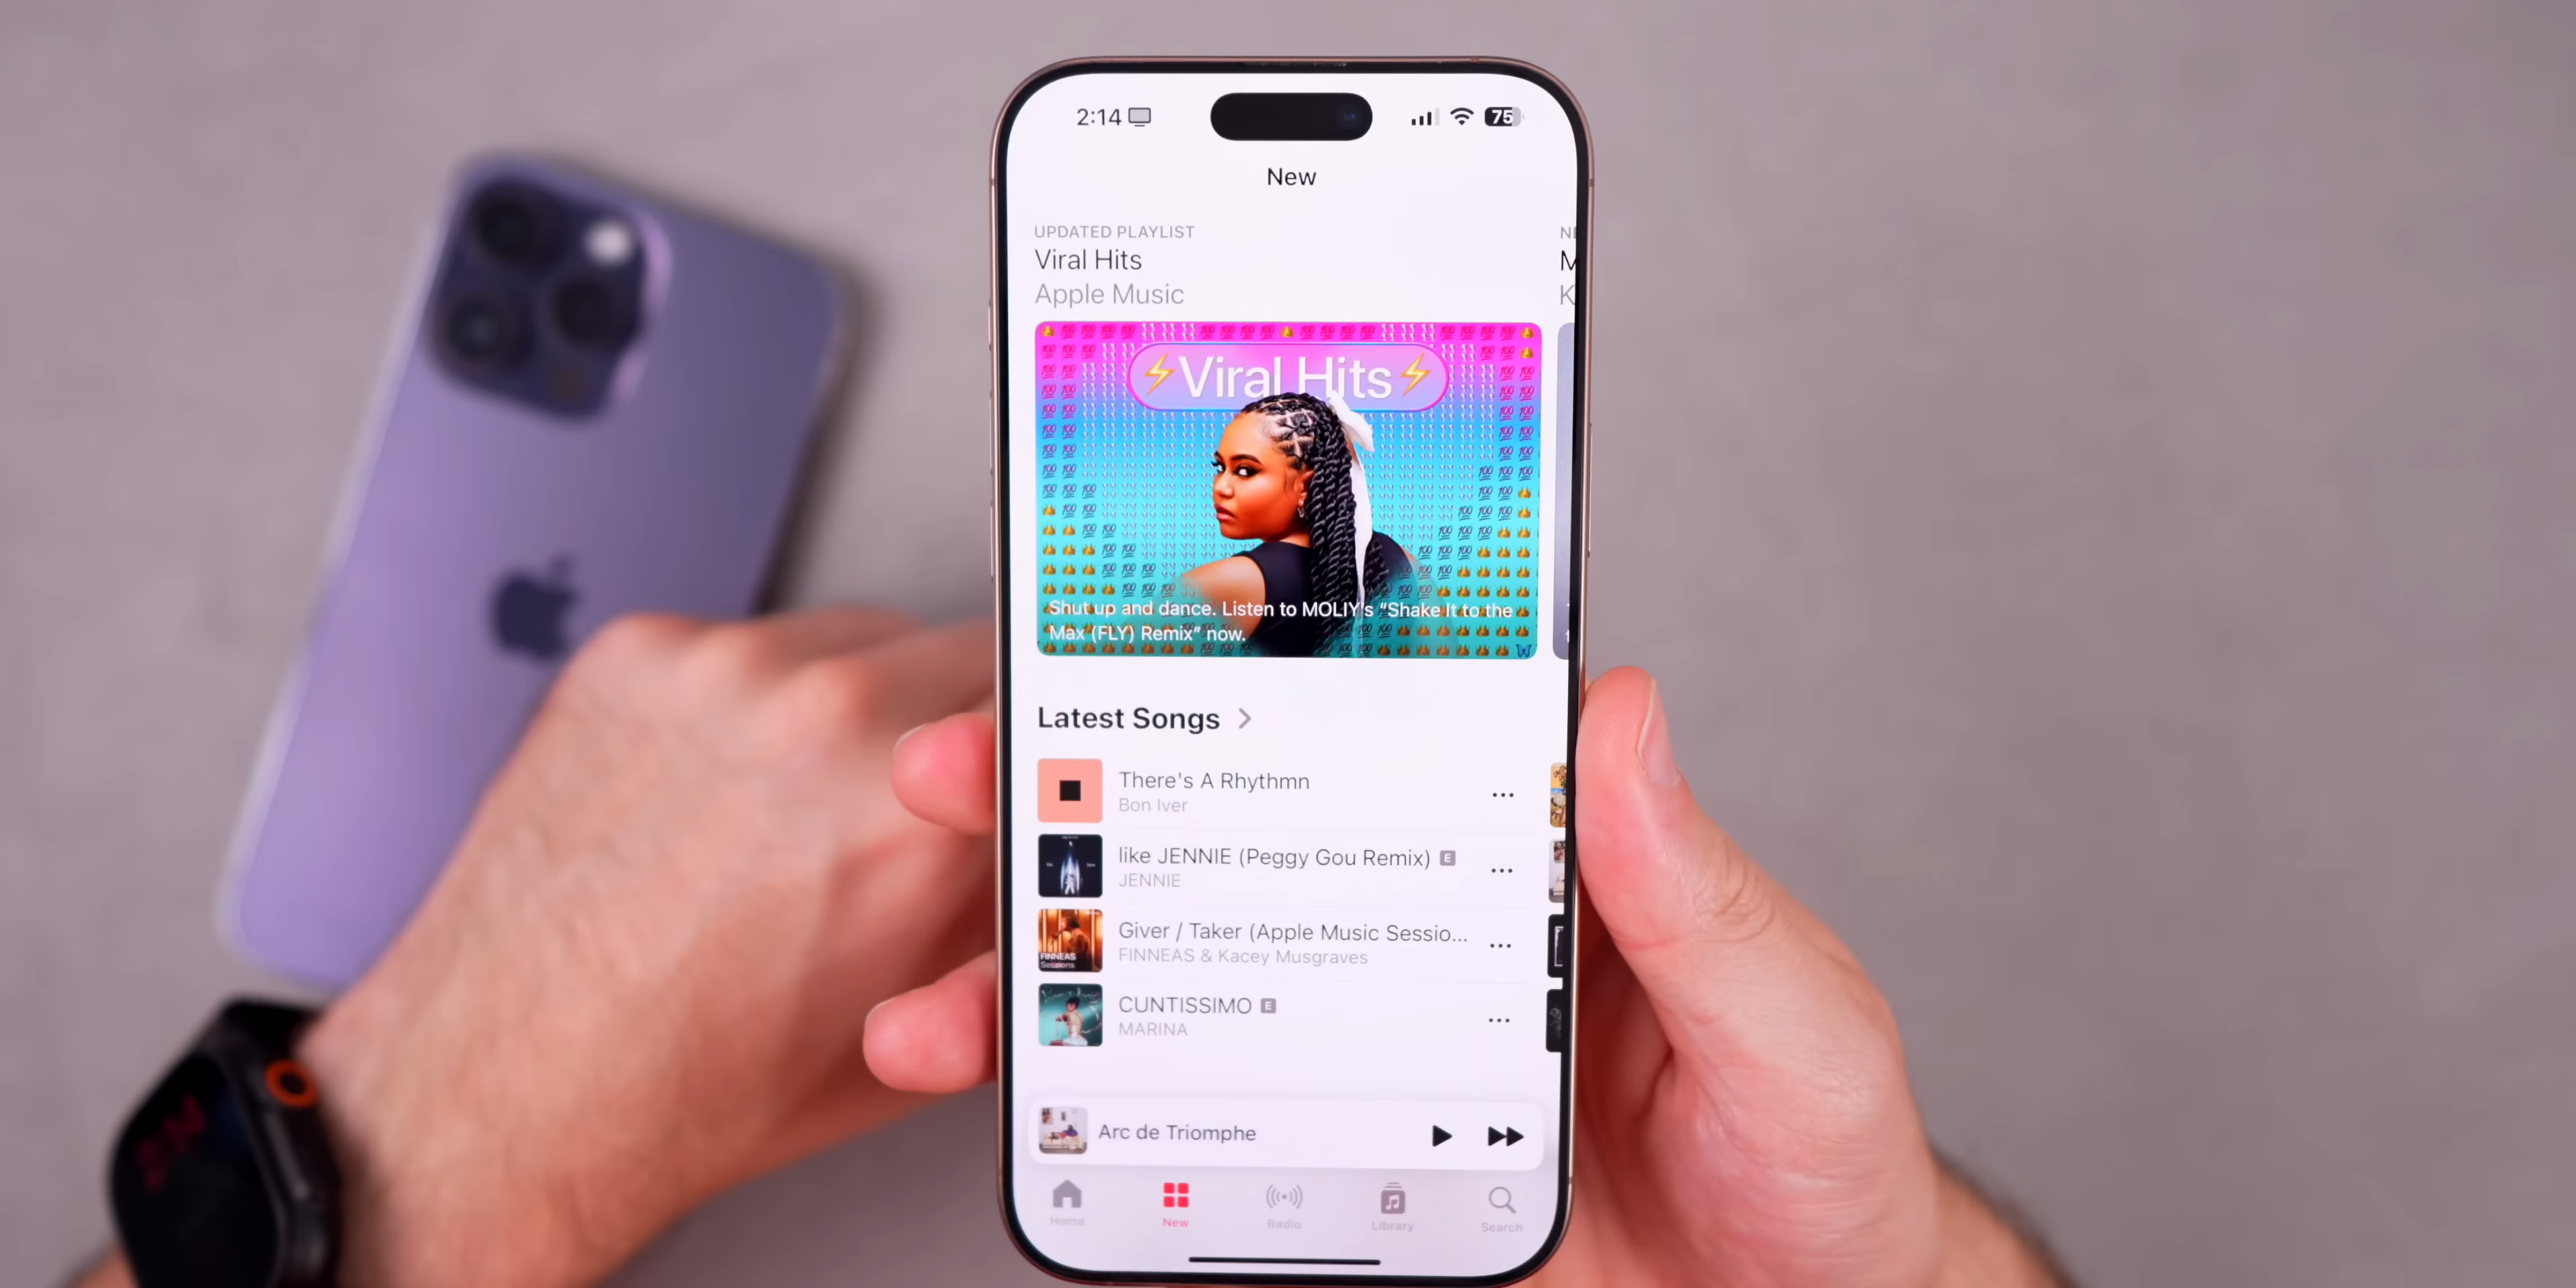 2:14
75
New
UPDATED PLAYLIST
Viral Hits
Apple Music
⚡Viral Hits⚡
Shut up and dance. Listen to MOLIY's "Shake It to the
Max (FLY) Remix" now.
Latest Songs
There's A Rhythmn
Bon Iver
like JENNIE (Peggy Gou Remix) E
JENNIE
Giver / Taker (Apple Music Sessio...
FINNEAS & Kacey Musgraves
FINNEAS
Sessions
CUNTISSIMO E
MARINA
Arc de Triomphe
Home
New
Radio
Library
Search